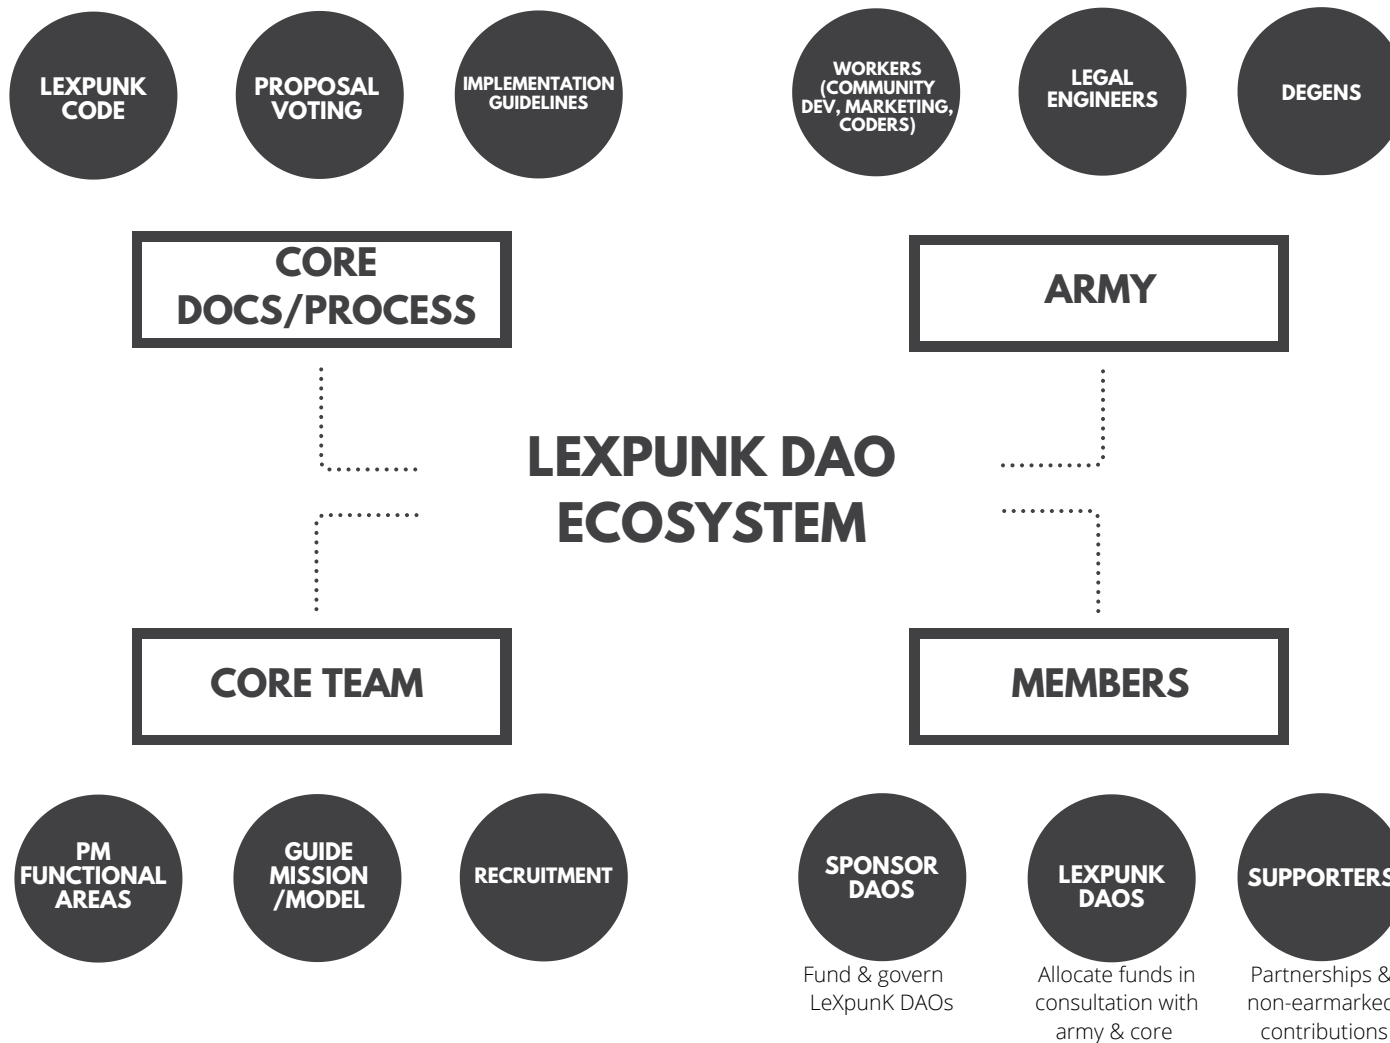 LEXPUNK
CODE
PROPOSAL
VOTING
IMPLEMENTATION
GUIDELINES
WORKERS
(COMMUNITY
DEV, MARKETING,
CODERS)
LEGAL
ENGINEERS
DEGENS
CORE
DOCS/PROCESS
ARMY
LEXPUNK DAO
ECOSYSTEM
CORE TEAM
MEMBERS
PM
FUNCTIONAL
AREAS
GUIDE
MISSION
/MODEL
RECRUITMENT
SPONSOR
DAOS
LEXPUNK
DAOS
SUPPORTERS
Fund & govern
LeXpunK DAOs
Allocate funds in
consultation with
army & core
Partnerships &
non-earmarked
contributions